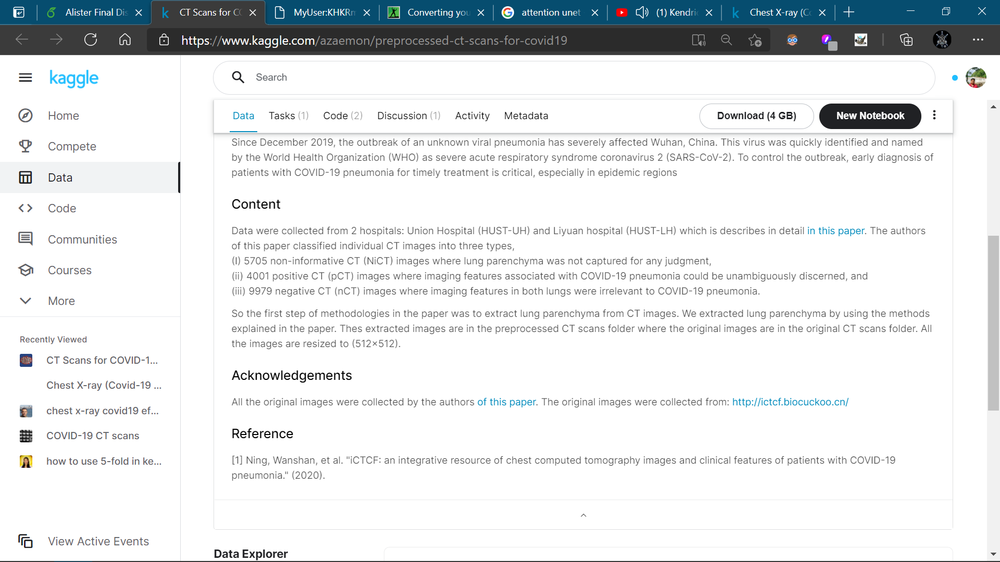 Alister Final Dis
CT Scans for CO
MyUser:KHKRm
Converting you
attention unet
(1) Kendric
Chest X-ray (Co
https://www.kaggle.com/azaemon/preprocessed-ct-scans-for-covid19
kaggle
Search
Home
Compete
Data
Code
Communities
Courses
More
Recently Viewed
CT Scans for COVID-1...
Chest X-ray (Covid-19 ...
chest x-ray covid19 ef...
COVID-19 CT scans
how to use 5-fold in ke...
View Active Events
Data Tasks (1) Code (2) Discussion (1) Activity Metadata Download (4 GB) New Notebook
Since December 2019, the outbreak of an unknown viral pneumonia has severely affected Wuhan, China. This virus was quickly identified and named
by the World Health Organization (WHO) as severe acute respiratory syndrome coronavirus 2 (SARS-CoV-2). To control the outbreak, early diagnosis of
patients with COVID-19 pneumonia for timely treatment is critical, especially in epidemic regions
Content
Data were collected from 2 hospitals: Union Hospital (HUST-UH) and Liyuan hospital (HUST-LH) which is describes in detail in this paper. The authors
of this paper classified individual CT images into three types,
(I) 5705 non-informative CT (NiCT) images where lung parenchyma was not captured for any judgment,
(ii) 4001 positive CT (pCT) images where imaging features associated with COVID-19 pneumonia could be unambiguously discerned, and
(iii) 9979 negative CT (nCT) images where imaging features in both lungs were irrelevant to COVID-19 pneumonia.
So the first step of methodologies in the paper was to extract lung parenchyma from CT images. We extracted lung parenchyma by using the methods
explained in the paper. Thes extracted images are in the preprocessed CT scans folder where the original images are in the original CT scans folder. All
the images are resized to (512×512).
Acknowledgements
All the original images were collected by the authors of this paper. The original images were collected from: http://ictcf.biocuckoo.cn/
Reference
[1] Ning, Wanshan, et al. "iCTCF: an integrative resource of chest computed tomography images and clinical features of patients with COVID-19
pneumonia." (2020).
Data Explorer